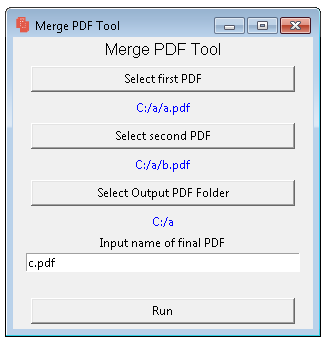 Merge PDF Tool
Merge PDF Tool
Select first PDF
C:/a/a.pdf
Select second PDF
C:/a/b.pdf
Select Output PDF Folder
C:/a
Input name of final PDF
c.pdf
Run